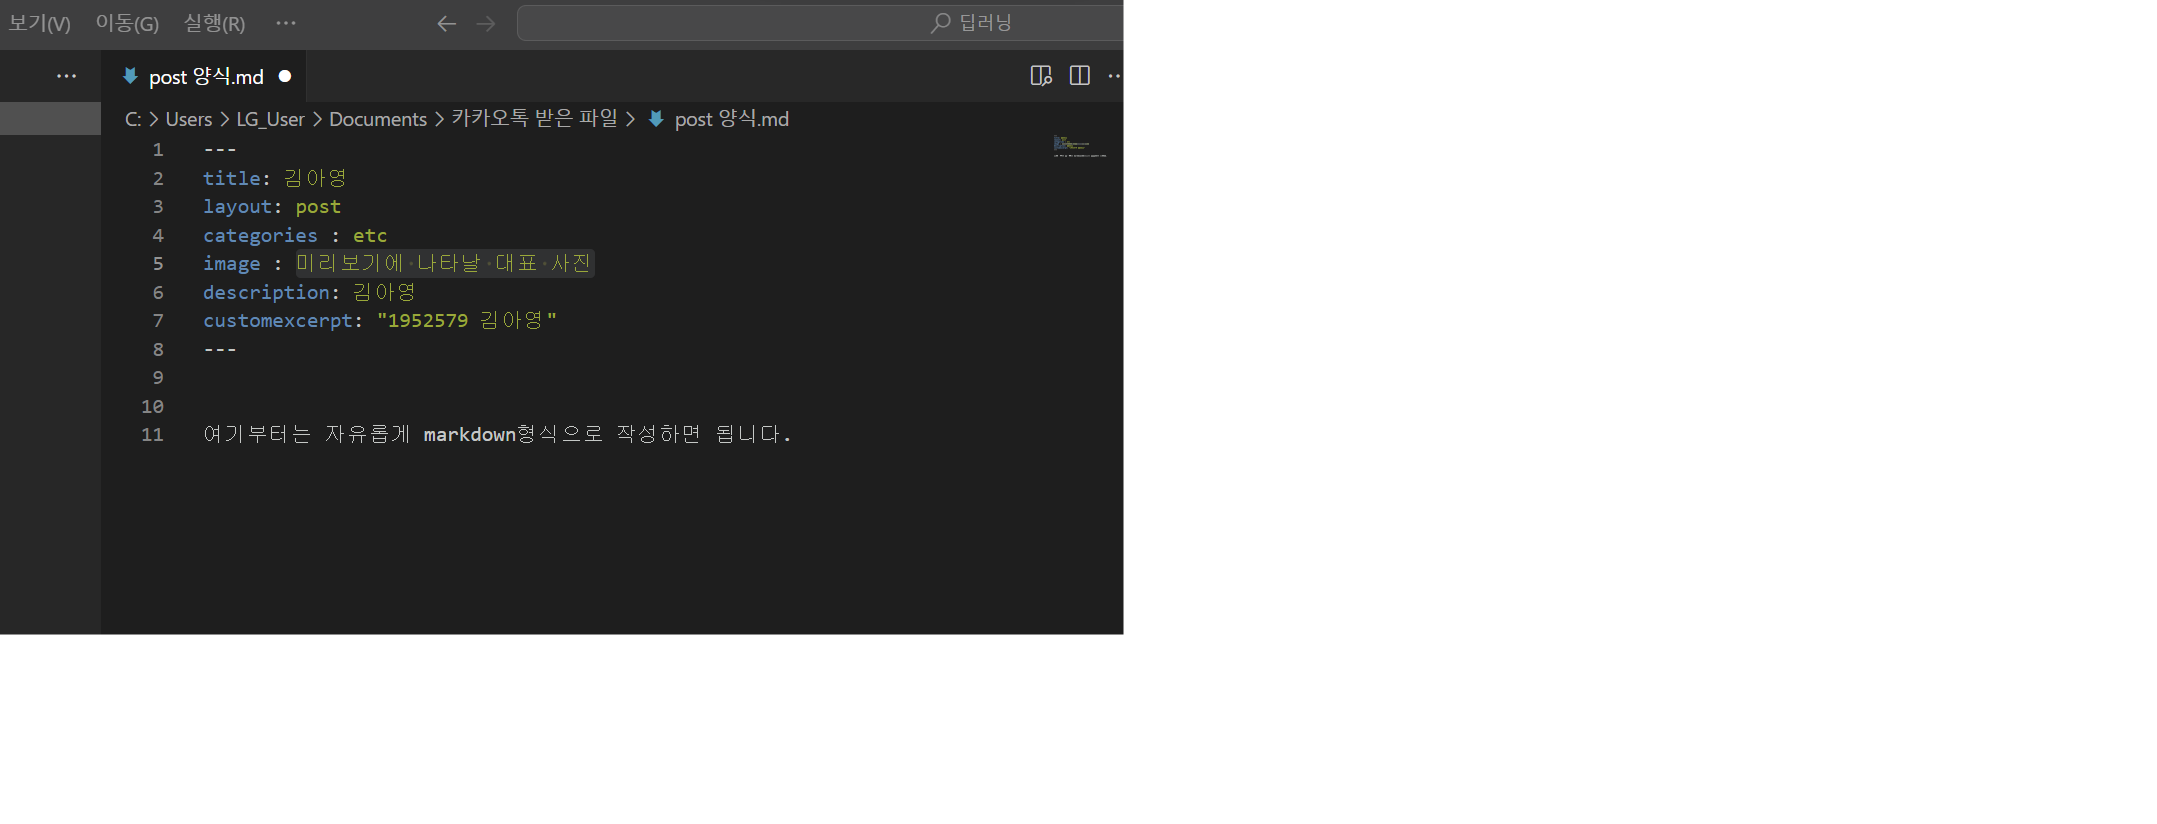 보기(V) 이동(G) 실행(R) ··· 딥러닝
··· post 양식.md
C: > Users > LG_User > Documents > 카카오톡 받은 파일 > post 양식.md
1 ---
2 title: 김아영
3 layout: post
4 categories : etc
5 image : 미리보기에 나타날 대표 사진
6 description: 김아영
7 customexcerpt: "1952579 김아영"
8 ---
9
10
11 여기부터는 자유롭게 markdown형식으로 작성하면 됩니다.